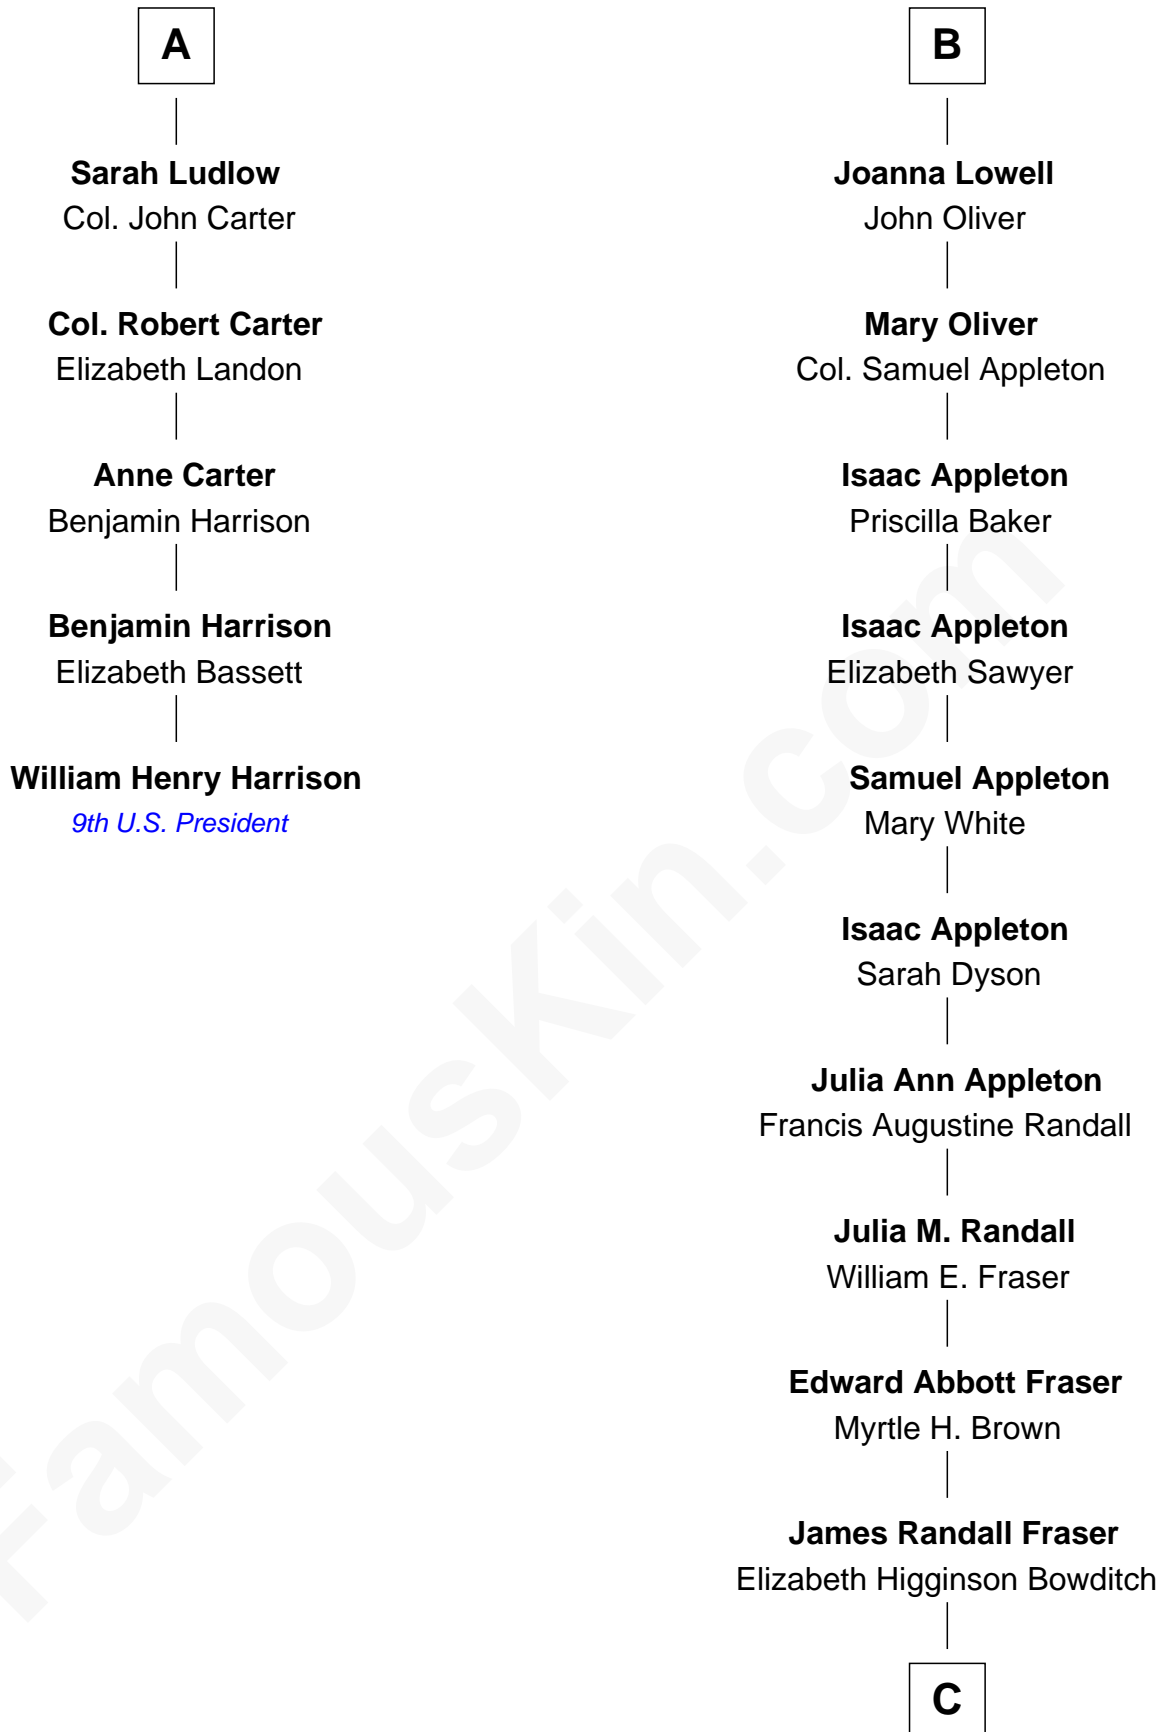 A
Sarah Ludlow
Col. John Carter
Col. Robert Carter
Elizabeth Landon
Anne Carter
Benjamin Harrison
Benjamin Harrison
Elizabeth Bassett
William Henry Harrison
9th U.S. President
B
Joanna Lowell
John Oliver
Mary Oliver
Col. Samuel Appleton
Isaac Appleton
Priscilla Baker
Isaac Appleton
Elizabeth Sawyer
Samuel Appleton
Mary White
Isaac Appleton
Sarah Dyson
Julia Ann Appleton
Francis Augustine Randall
Julia M. Randall
William E. Fraser
Edward Abbott Fraser
Myrtle H. Brown
James Randall Fraser
Elizabeth Higginson Bowditch
C
FamousKin.com